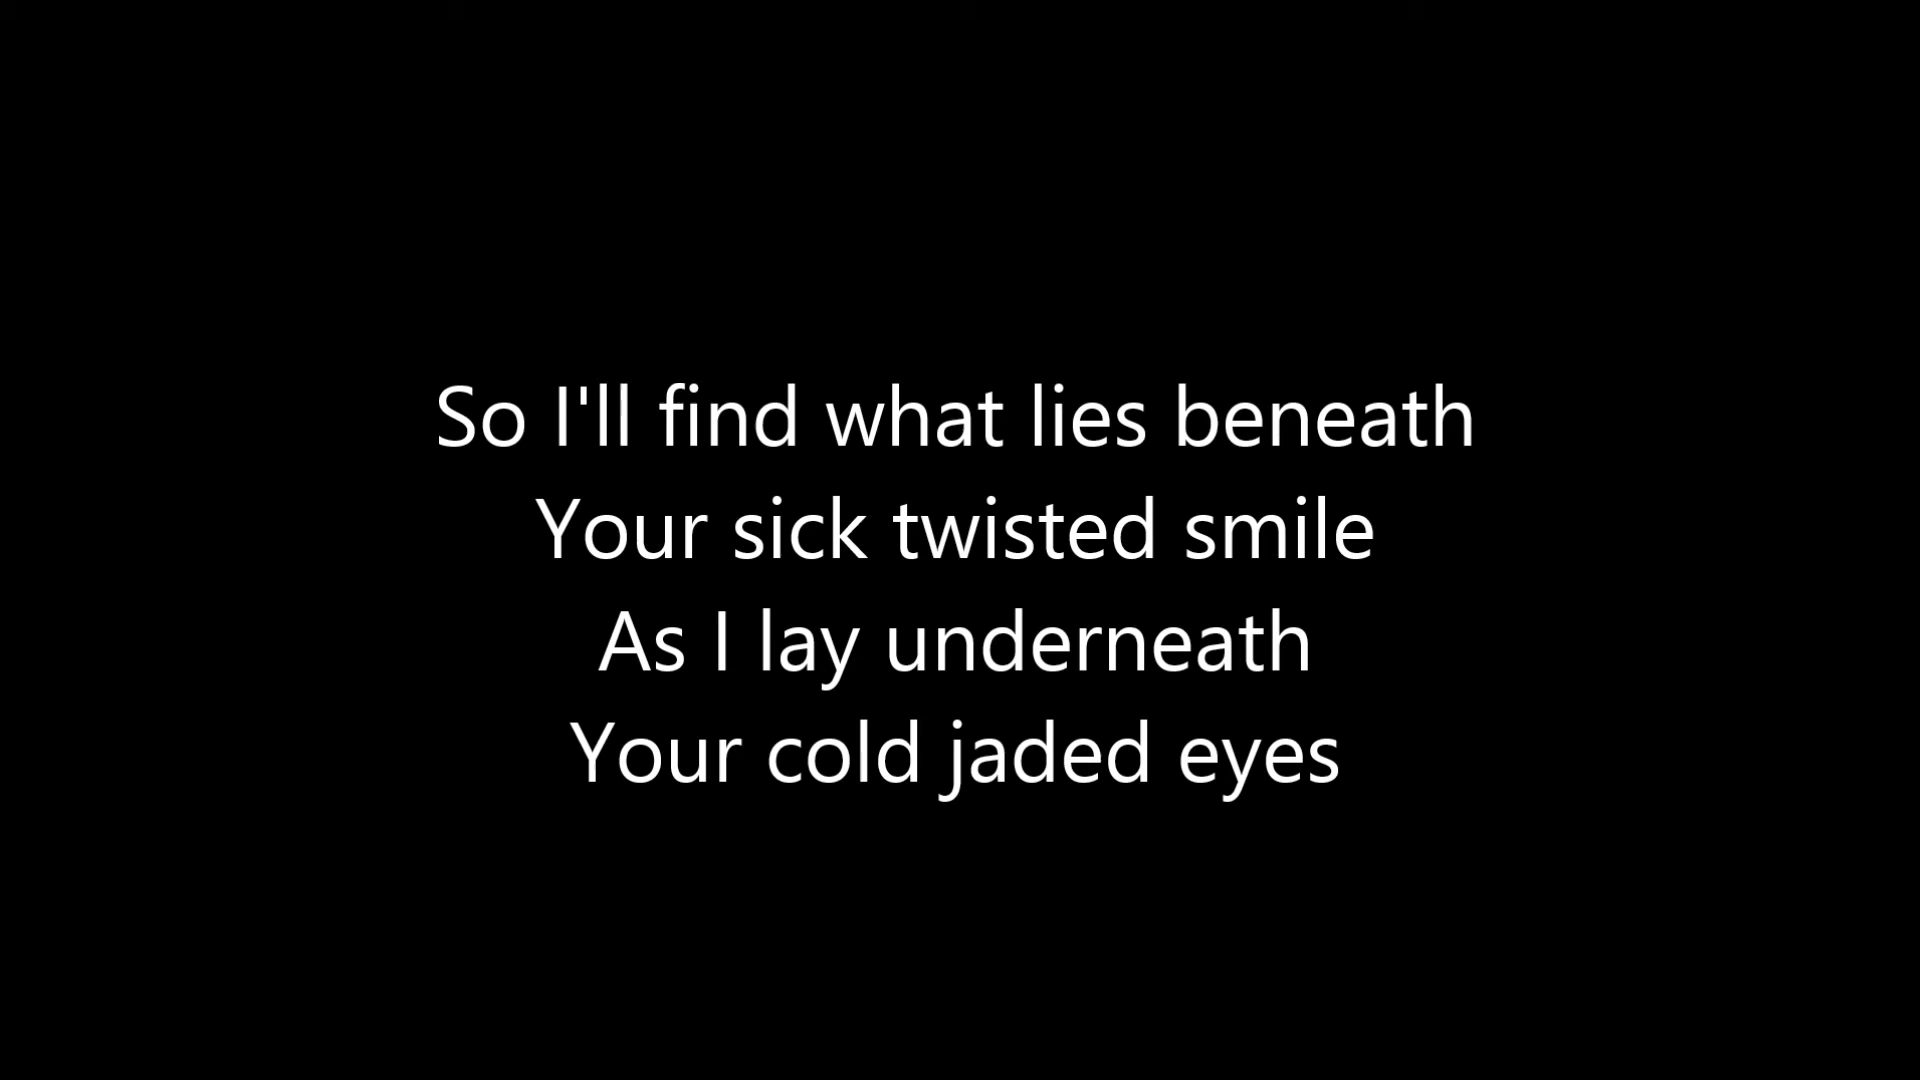 So I'll find what lies beneath
Your sick twisted smile
As I lay underneath
Your cold jaded eyes